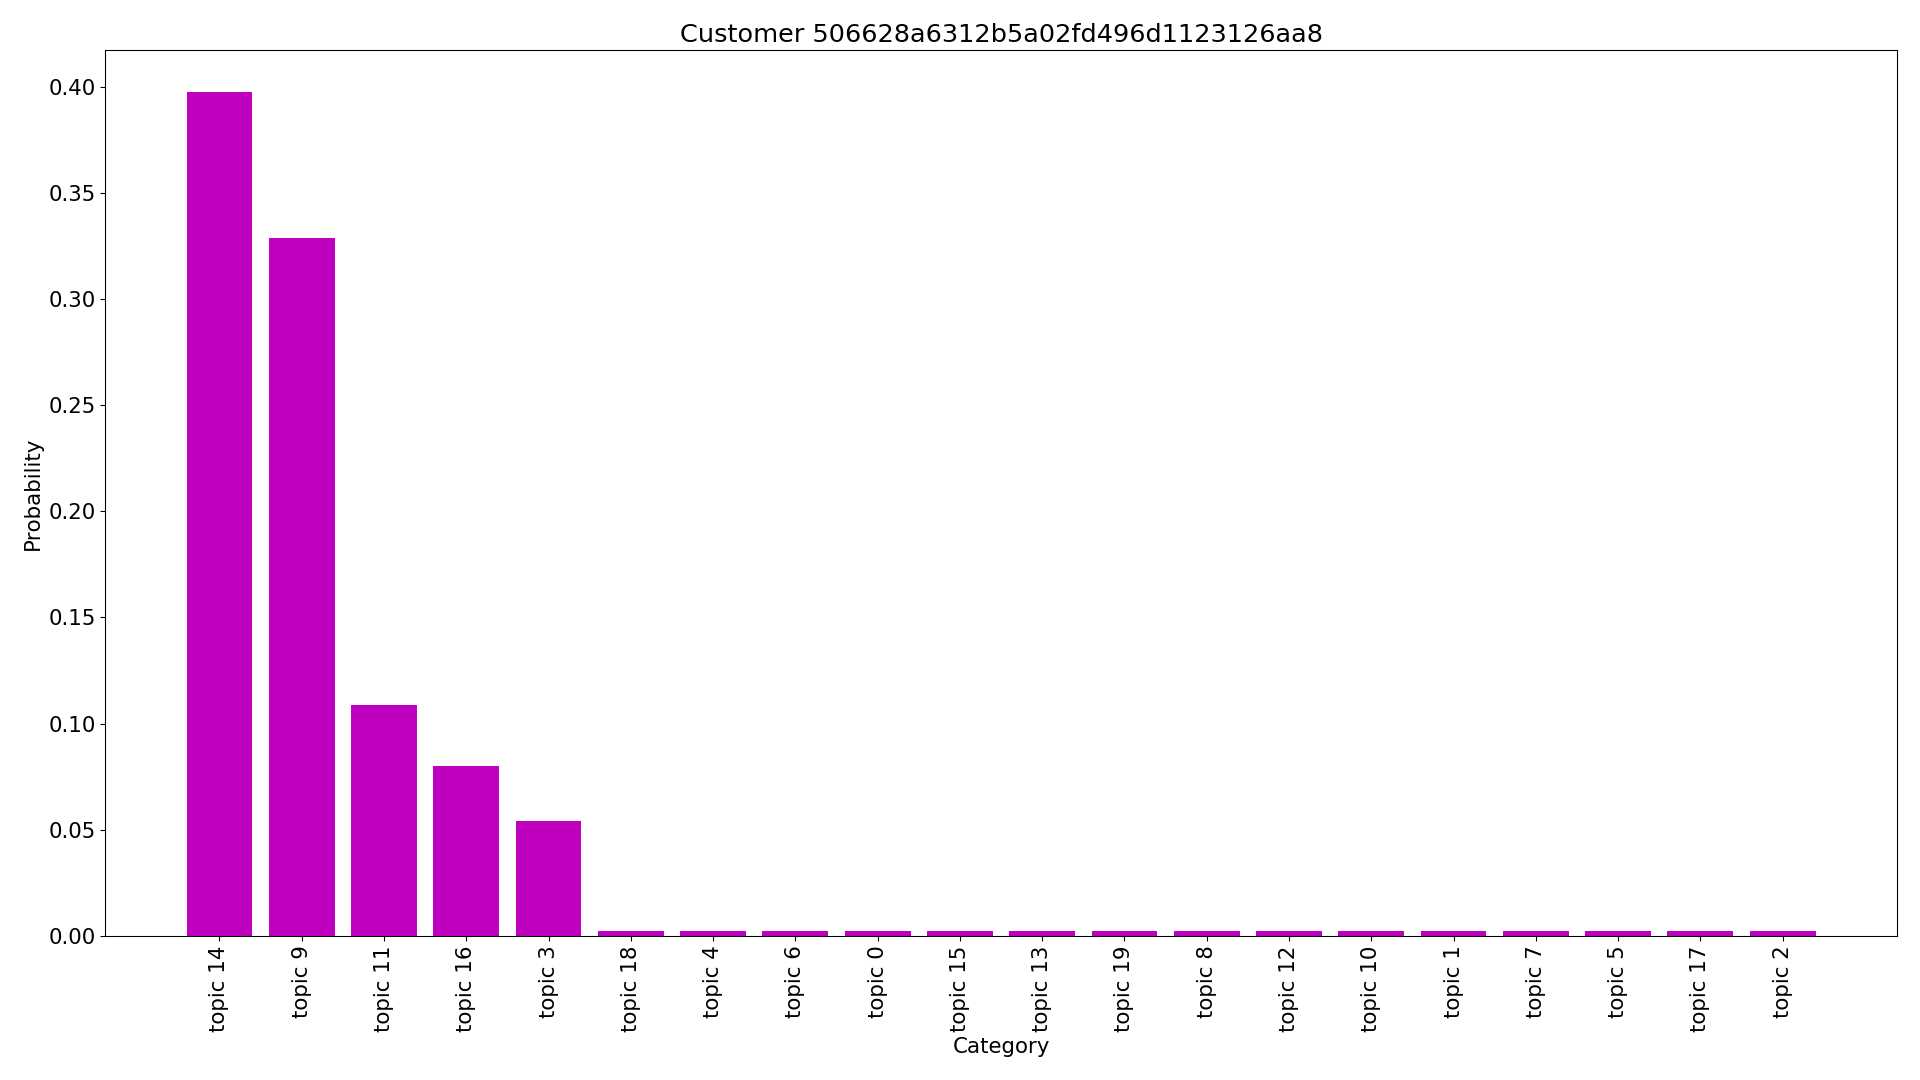 Customer 506628a6312b5a02fd496d1123126aa8
0.40
0.35
0.30
0.25
0.20
0.15
0.10
0.05
0.00
Probability
topic 14
topic 9
topic 11
topic 16
topic 3
topic 18
topic 4
topic 6
topic 0
topic 15
topic 13
topic 19
topic 8
topic 12
topic 10
topic 1
topic 7
topic 5
topic 17
topic 2
Category